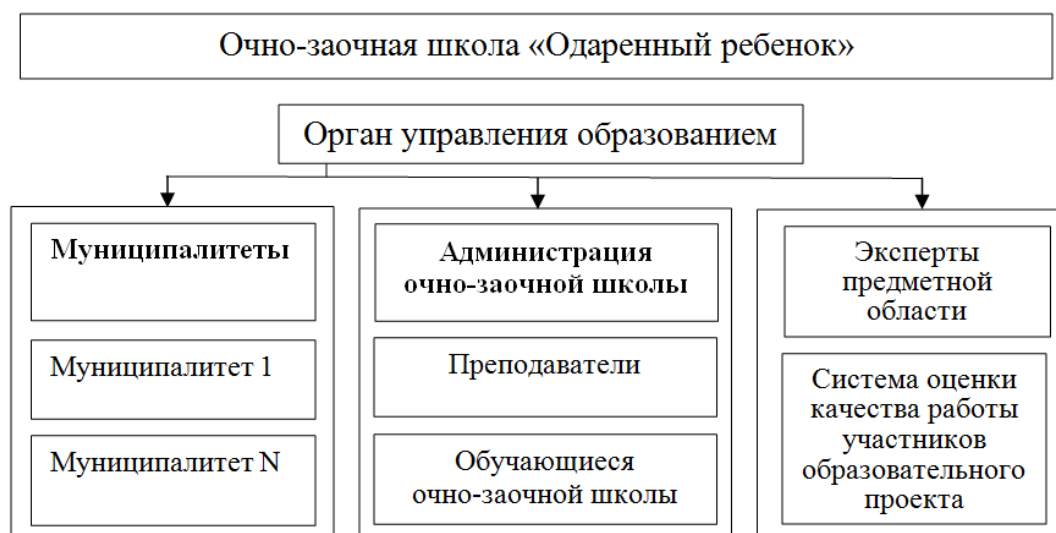 Очно-заочная школа «Одаренный ребенок»
Орган управления образованием
Муниципалитеты
Муниципалитет 1
Муниципалитет N
Администрация
очно-заочной школы
Преподаватели
Обучающиеся
очно-заочной школы
Эксперты
предметной
области
Система оценки
качества работы
участников
образовательного
проекта